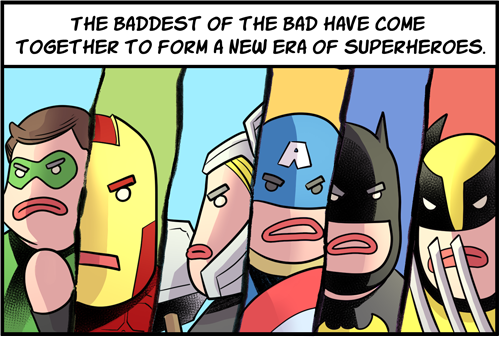 THE BADDEST OF THE BAD HAVE COME
TOGETHER TO FORM A NEW ERA OF SUPERHEROES.
A